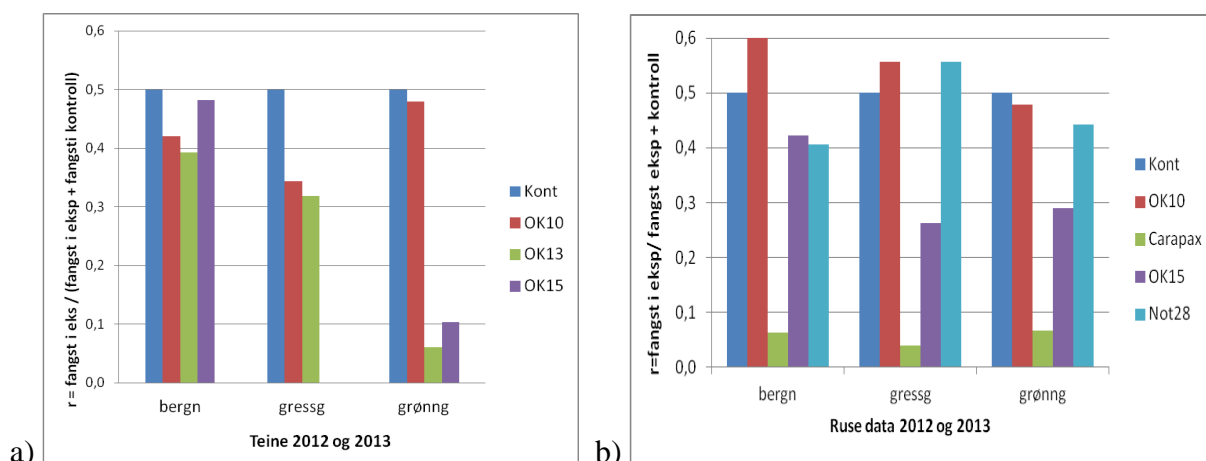 a)
r = fangst i eks / (fangst i eksp + fangsti kontroll)
0,6
0,5
0,4
0,3
0,2
0,1
0,0
bergn gressg grønng
Teine 2012 og 2013
Kont
OK10
OK13
OK15
b)
r=fangst i eksp/ fangst eksp + kontroll)
0,6
0,5
0,4
0,3
0,2
0,1
0,0
bergn gressg grønng
Ruse data 2012 og 2013
Kont
OK10
Carapax
OK15
Not28